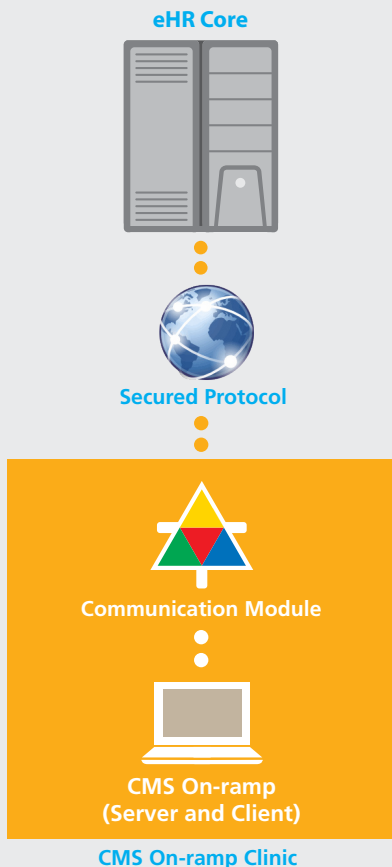 eHR Core
Secured Protocol
Communication Module
CMS On-ramp
(Server and Client)
CMS On-ramp Clinic